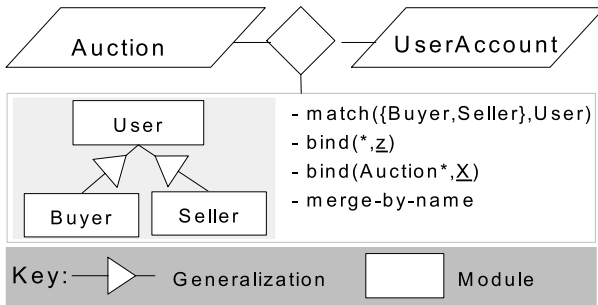 Auction
UserAccount
User
Buyer
Seller
- match({Buyer,Seller},User)
- bind(*,z)
- bind(Auction*,X)
- merge-by-name
Key:
Generalization
Module